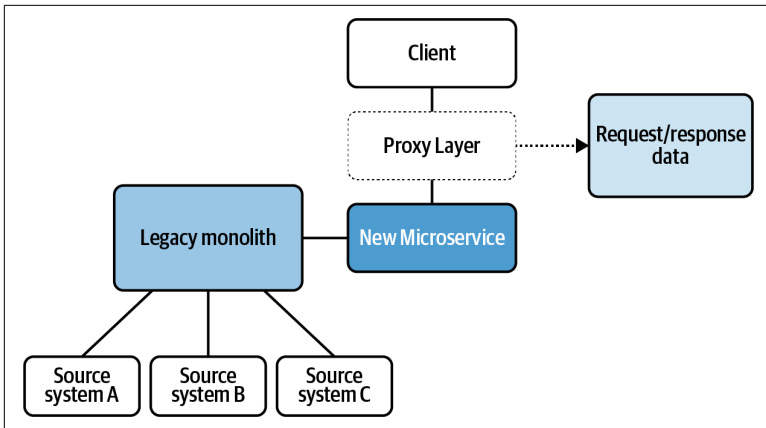 Client
Proxy Layer
Request/response
data
Legacy monolith
New Microservice
Source
system A
Source
system B
Source
system C